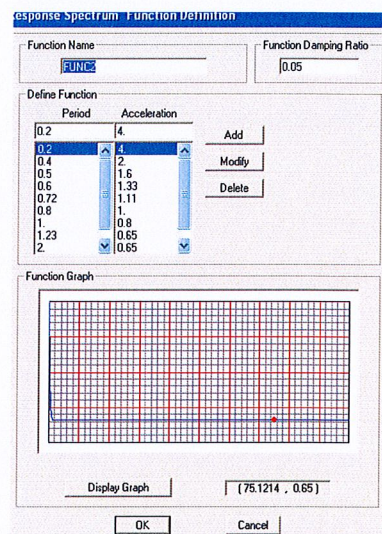 Response Spectrum Function Definition
Function Name
FUNC2
Function Damping Ratio
0.05
Define Function
Period Acceleration
0.2 4.
0.2 4.
0.4 2.
0.5 1.6
0.6 1.33
0.72 1.11
0.8 1.
1. 0.8
1.23 0.65
2. 0.65
Add
Modify
Delete
Function Graph
Display Graph
(75.1214 , 0.65)
OK
Cancel